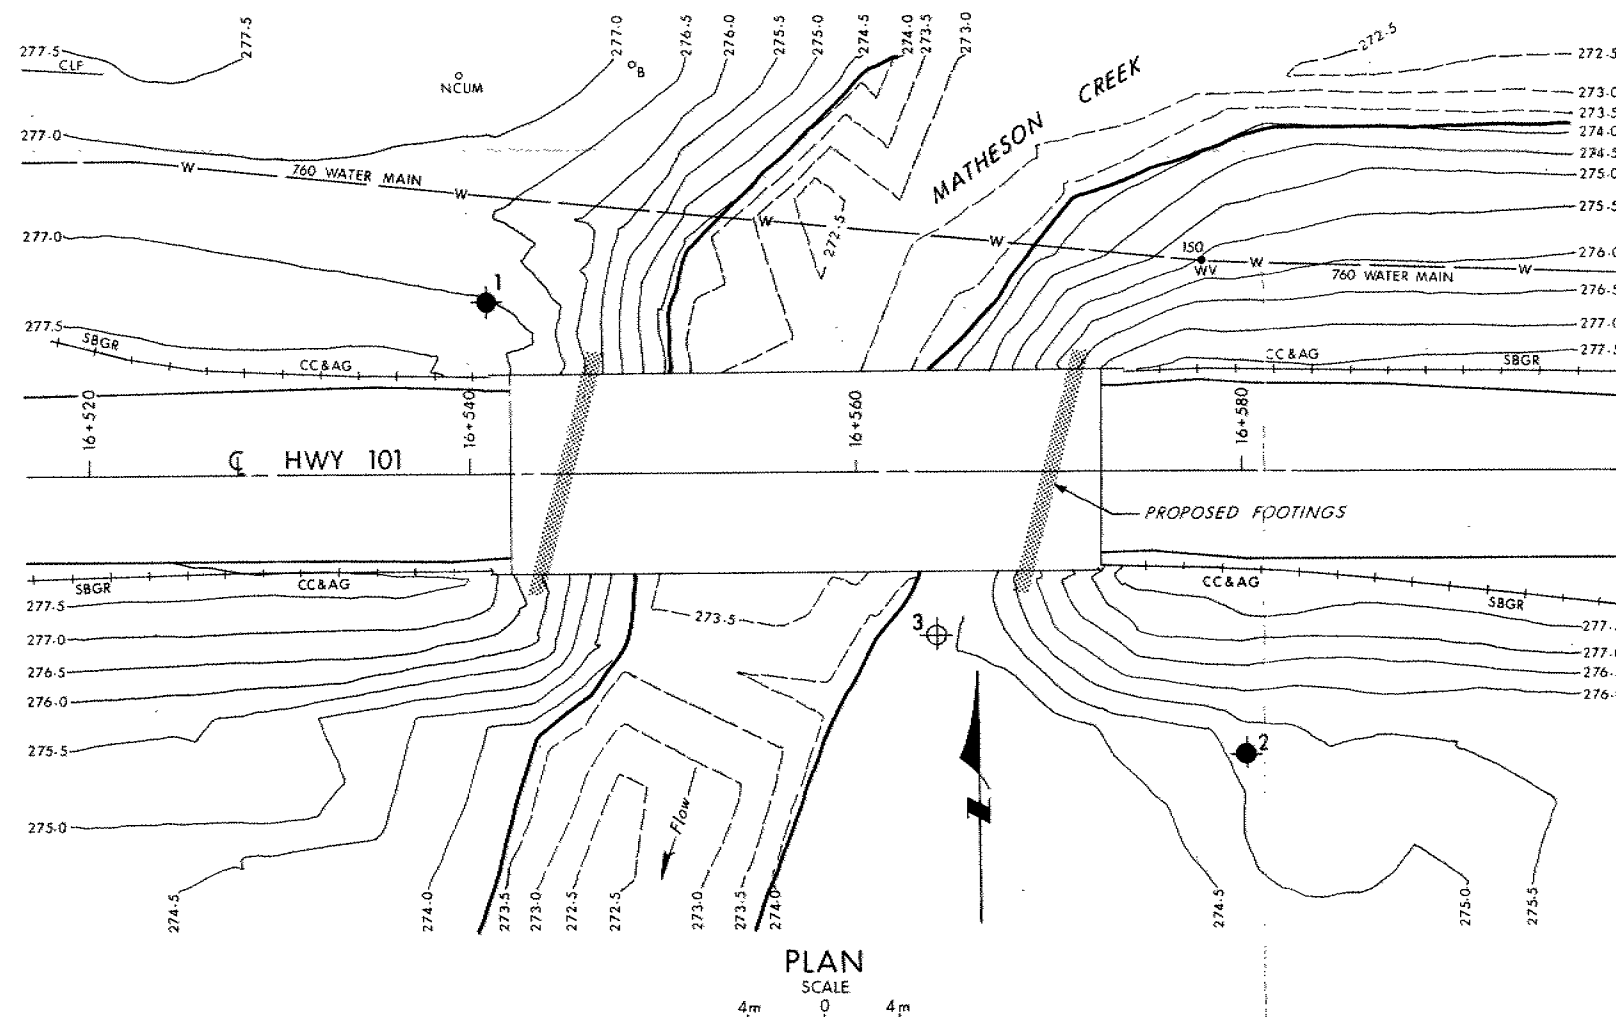 277.5
277.5
CLF
NCUM
277.0
B
276.5
276.0
275.5
275.0
274.5
274.0
273.5
273.0
MATHESON CREEK
272.5
272.5
273.0
273.5
274.0
274.5
275.0
275.5
276.0
276.5
277.0
277.5
277.0
W
760 WATER MAIN
W
W
272.5
W
150
WV
W
760 WATER MAIN
W
277.0
1
277.5
SBGR
CC & AG
CC & AG
SBGR
16+520
16+540
16+560
16+580
℄ HWY 101
PROPOSED FOOTINGS
SBGR
CC & AG
CC & AG
SBGR
277.5
277.0
276.5
276.0
275.5
275.0
273.5
3
277.
277.0
276.
276.
2
Flow
N
274.5
274.0
273.5
273.0
272.5
272.5
273.0
273.5
274.0
274.5
275.0
275.5
PLAN
SCALE
4m 0 4m